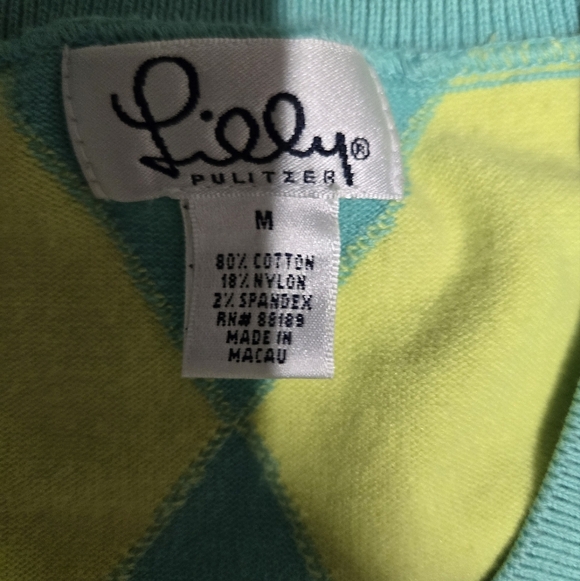 Lilly®
PULITZER
M
80% COTTON
18% NYLON
2% SPANDEX
RN# 88189
MADE IN
MACAU